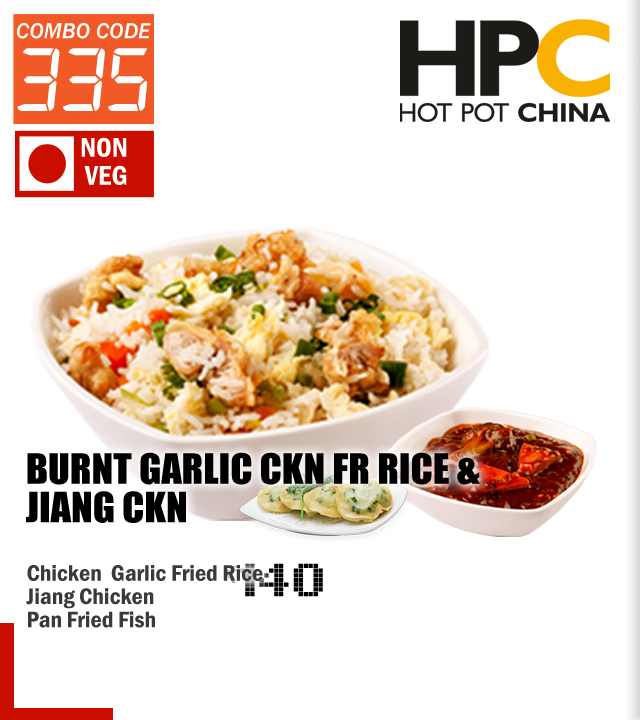 COMBO CODE
335
HPC
HOT POT CHINA
NON
VEG
BURNT GARLIC CKN FR RICE &
JIANG CKN
Chicken Garlic Fried Rice
140
Jiang Chicken
Pan Fried Fish